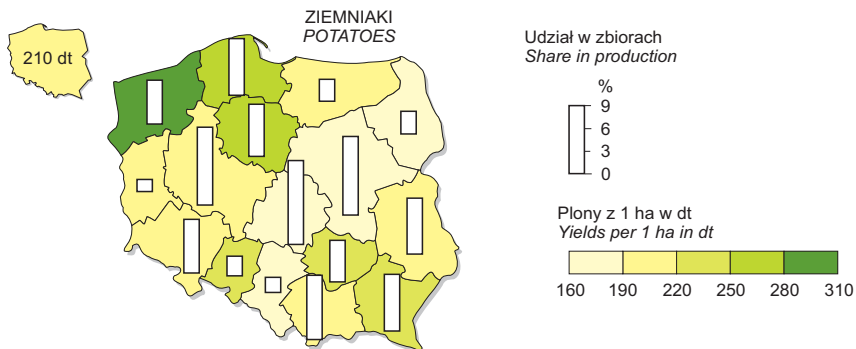 ZIEMNIAKI
POTATOES
210 dt
Udział w zbiorach
Share in production
%
9
6
3
0
Plony z 1 ha w dt
Yields per 1 ha in dt
160 190 220 250 280 310